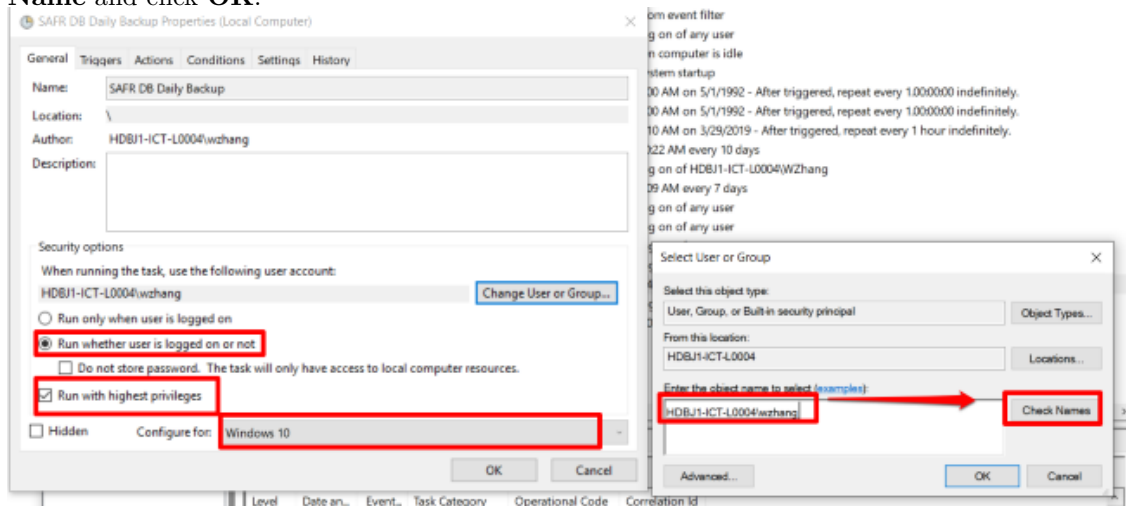 Name and click OK.
SAFR DB Daily Backup Properties (Local Computer)
General Triggers Actions Conditions Settings History
Name: SAFR DB Daily Backup
Location: \
Author: HDBJ1-ICT-L0004\wzhang
Description:
Security options
When running the task, use the following user account:
HDBJ1-ICT-L0004\wzhang
Change User or Group...
Run only when user is logged on
Run whether user is logged on or not
Do not store password. The task will only have access to local computer resources.
Run with highest privileges
Hidden Configure for: Windows 10
OK Cancel
om event filter
g on of any user
n computer is idle
stem startup
00 AM on 5/1/1992 - After triggered, repeat every 1.00:00:00 indefinitely.
00 AM on 5/1/1992 - After triggered, repeat every 1.00:00:00 indefinitely.
10 AM on 3/29/2019 - After triggered, repeat every 1 hour indefinitely.
22 AM every 10 days
g on of HDBJ1-ICT-L0004\WZhang
09 AM every 7 days
g on of any user
g on of any user
Select User or Group
Select this object type:
User, Group, or Built-in security principal
Object Types...
From this location:
HDBJ1-ICT-L0004
Locations...
Enter the object name to select (examples):
HDBJ1-ICT-L0004\wzhang
Check Names
Advanced...
OK Cancel
Level Date an... Event... Task Category Operational Code Correlation Id